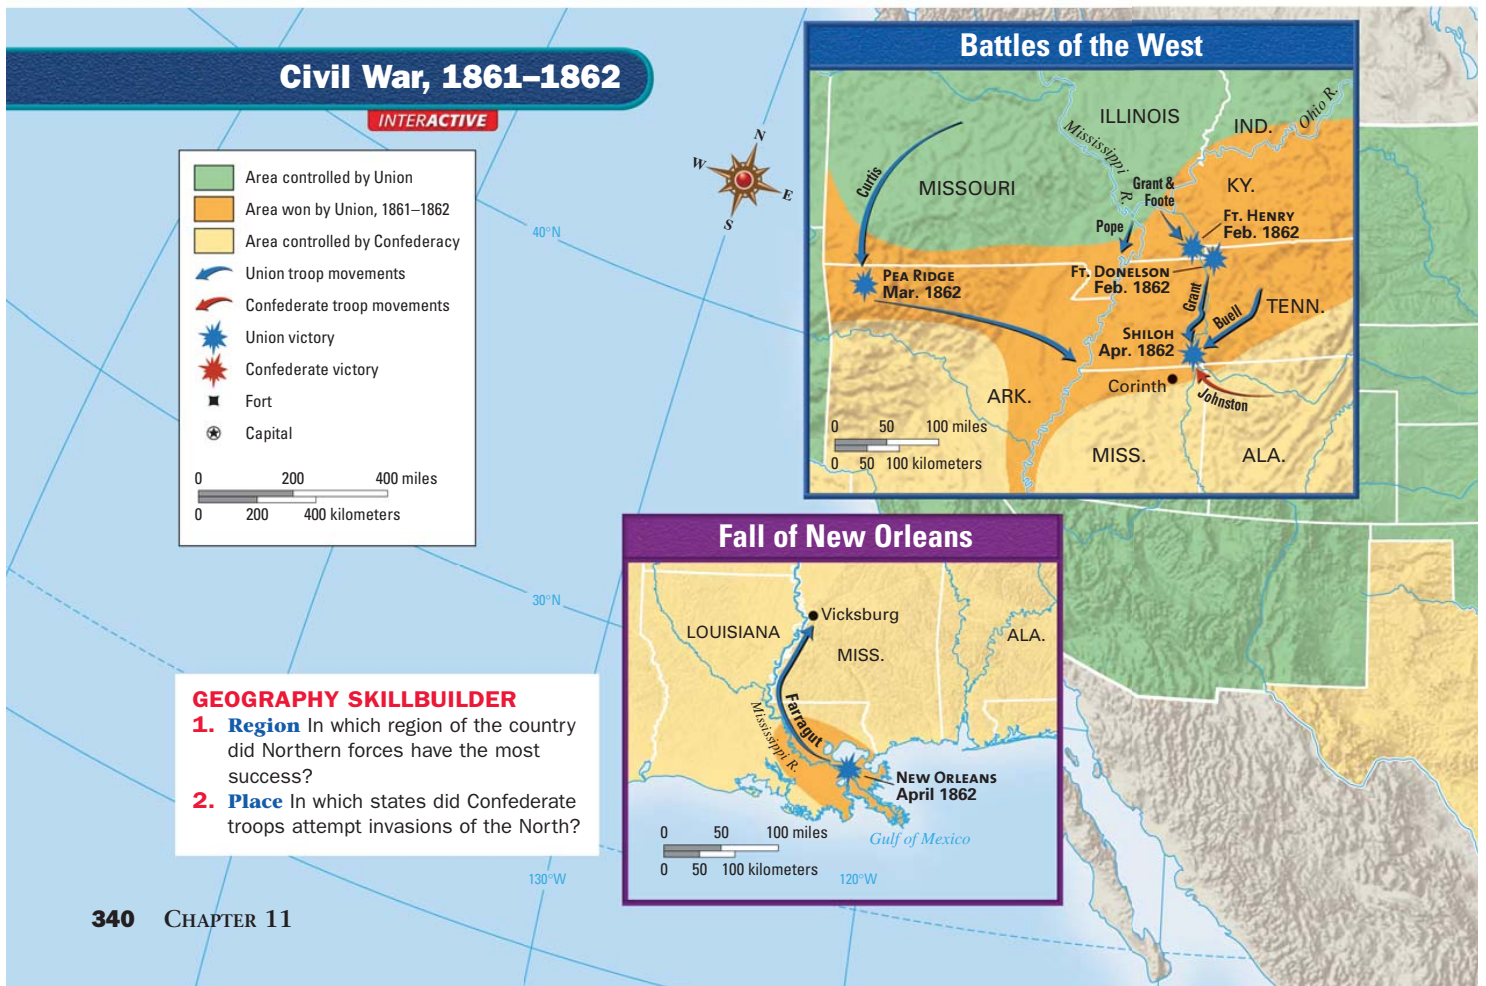 Civil War, 1861–1862
INTERACTIVE
Area controlled by Union
Area won by Union, 1861–1862
Area controlled by Confederacy
Union troop movements
Confederate troop movements
Union victory
Confederate victory
Fort
Capital
0 200 400 miles
0 200 400 kilometers
N
W
E
S
40°N
30°N
130°W
120°W
Battles of the West
ILLINOIS
IND.
Ohio R.
Mississippi R.
MISSOURI
Curtis
Grant &
Foote
KY.
Pope
FT. HENRY
Feb. 1862
PEA RIDGE
Mar. 1862
FT. DONELSON
Feb. 1862
Grant
Buell
TENN.
SHILOH
Apr. 1862
Corinth
Johnston
ARK.
MISS.
ALA.
0 50 100 miles
0 50 100 kilometers
Fall of New Orleans
Vicksburg
LOUISIANA
MISS.
ALA.
Farragut
Mississippi R.
NEW ORLEANS
April 1862
Gulf of Mexico
0 50 100 miles
0 50 100 kilometers
GEOGRAPHY SKILLBUILDER
1. Region In which region of the country
did Northern forces have the most
success?
2. Place In which states did Confederate
troops attempt invasions of the North?
340 CHAPTER 11